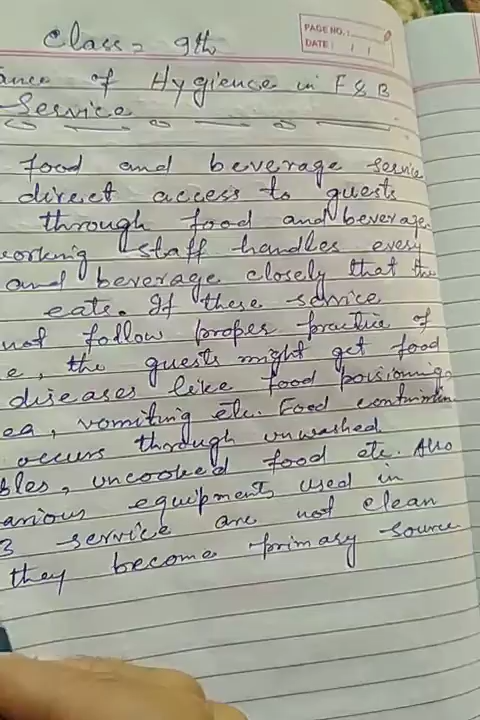 Class = 9th
PAGE NO.:
DATE: / /
ance of Hygience in F & B
Service
food and beverage service
direct access to guests
through food and beverage
orking staff handles every
and beverage closely that the
eats. If these service
not follow proper practice of
e, the guests might get food
diseases like food poisioning
ea, vomiting etc. Food
occurs through unwashed
bles, uncooked food etc. Also
arious equipments used in
B service are not clean
they become primary source